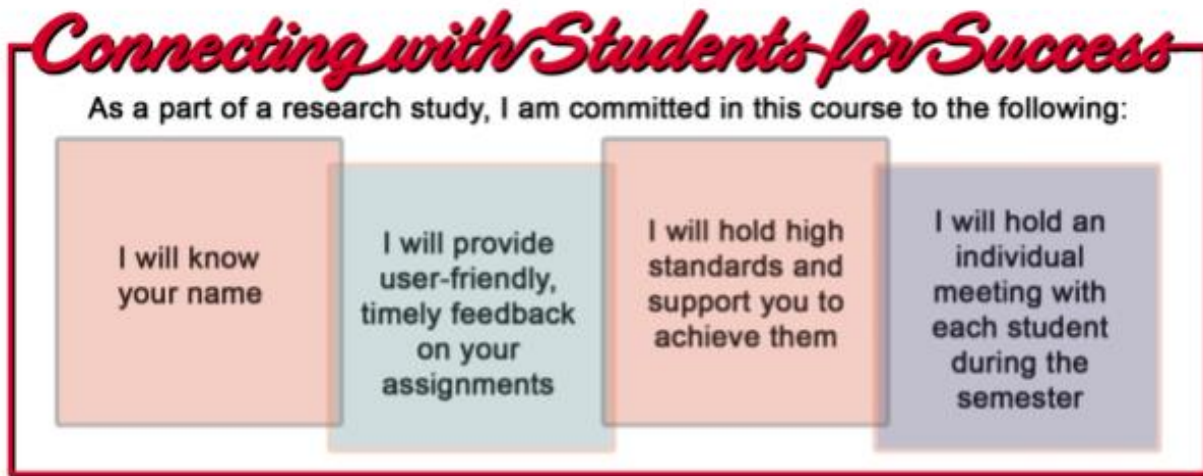 Connecting with Students for Success
As a part of a research study, I am committed in this course to the following:
I will know
your name
I will provide
user-friendly,
timely feedback
on your
assignments
I will hold high
standards and
support you to
achieve them
I will hold an
individual
meeting with
each student
during the
semester